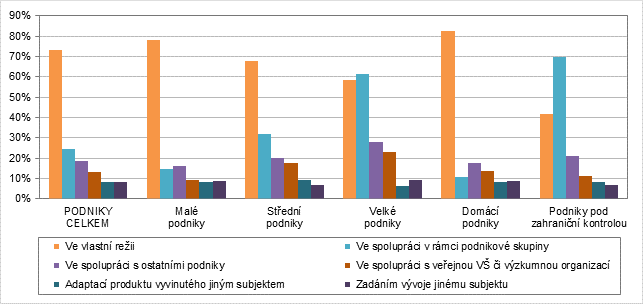 90%
80%
70%
60%
50%
40%
30%
20%
10%
0%
PODNIKY CELKEM
Malé podniky
Střední podniky
Velké podniky
Domácí podniky
Podniky pod zahraniční kontrolou
Ve vlastní režii
Ve spolupráci v rámci podnikové skupiny
Ve spolupráci s ostatními podniky
Ve spolupráci s veřejnou VŠ či výzkumnou organizací
Adaptací produktu vyvinutého jiným subjektem
Zadáním vývoje jinému subjektu